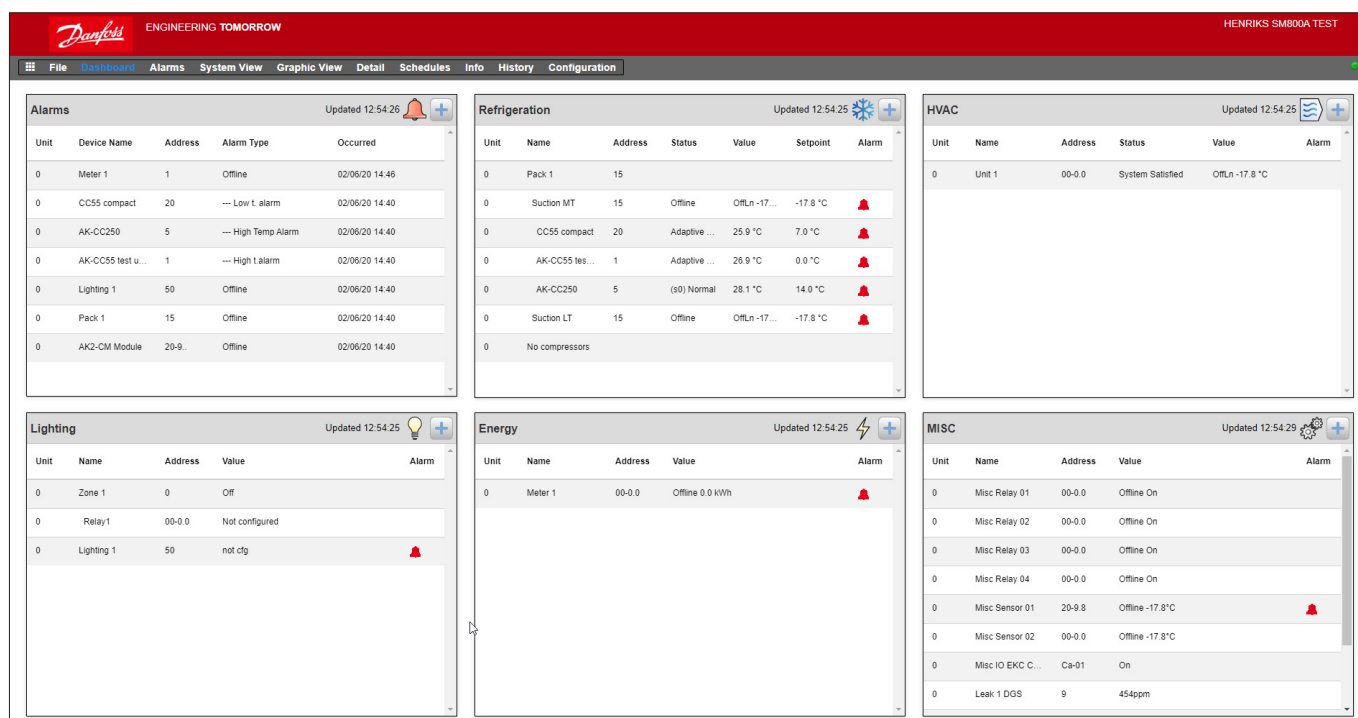 Danfoss ENGINEERING TOMORROW HENRIKS SM800A TEST
File Dashboard Alarms System View Graphic View Detail Schedules Info History Configuration
Alarms Updated 12:54:26
Unit Device Name Address Alarm Type Occurred
0 Meter 1 1 Offline 02/06/20 14:46
0 CC55 compact 20 --- Low t. alarm 02/06/20 14:40
0 AK-CC250 5 --- High Temp Alarm 02/06/20 14:40
0 AK-CC55 test u... 1 --- High t.alarm 02/06/20 14:40
0 Lighting 1 50 Offline 02/06/20 14:40
0 Pack 1 15 Offline 02/06/20 14:40
0 AK2-CM Module 20-9.. Offline 02/06/20 14:40
Refrigeration Updated 12:54:25
Unit Name Address Status Value Setpoint Alarm
0 Pack 1 15
0 Suction MT 15 Offline OffLn -17... -17.8 °C
0 CC55 compact 20 Adaptive ... 25.9 °C 7.0 °C
0 AK-CC55 tes... 1 Adaptive ... 26.9 °C 0.0 °C
0 AK-CC250 5 (s0) Normal 28.1 °C 14.0 °C
0 Suction LT 15 Offline OffLn -17... -17.8 °C
0 No compressors
HVAC Updated 12:54:25
Unit Name Address Status Value Alarm
0 Unit 1 00-0.0 System Satisfied OffLn -17.8 °C
Lighting Updated 12:54:25
Unit Name Address Value Alarm
0 Zone 1 0 Off
0 Relay1 00-0.0 Not configured
0 Lighting 1 50 not cfg
Energy Updated 12:54:25
Unit Name Address Value Alarm
0 Meter 1 00-0.0 Offline 0.0 kWh
MISC Updated 12:54:29
Unit Name Address Value Alarm
0 Misc Relay 01 00-0.0 Offline On
0 Misc Relay 02 00-0.0 Offline On
0 Misc Relay 03 00-0.0 Offline On
0 Misc Relay 04 00-0.0 Offline On
0 Misc Sensor 01 20-9.8 Offline -17.8°C
0 Misc Sensor 02 00-0.0 Offline -17.8°C
0 Misc IO EKC C... Ca-01 On
0 Leak 1 DGS 9 454ppm